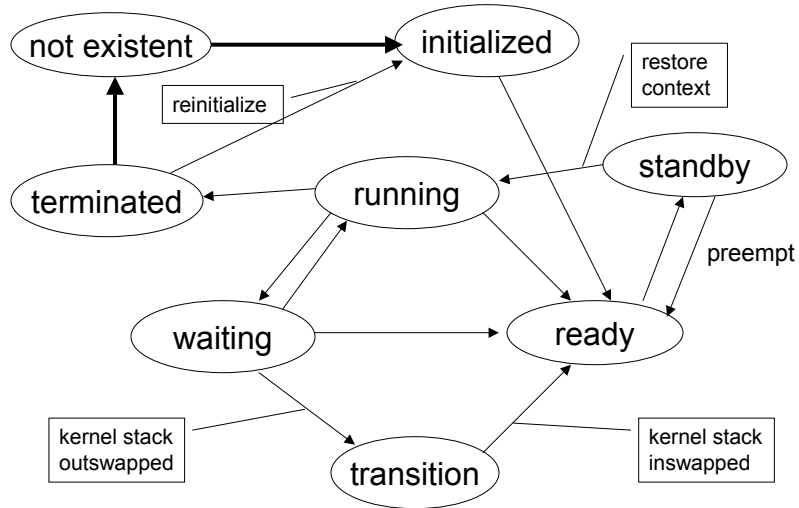 not existent
initialized
restore
context
reinitialize
standby
terminated
running
preempt
waiting
ready
kernel stack
outswapped
transition
kernel stack
inswapped